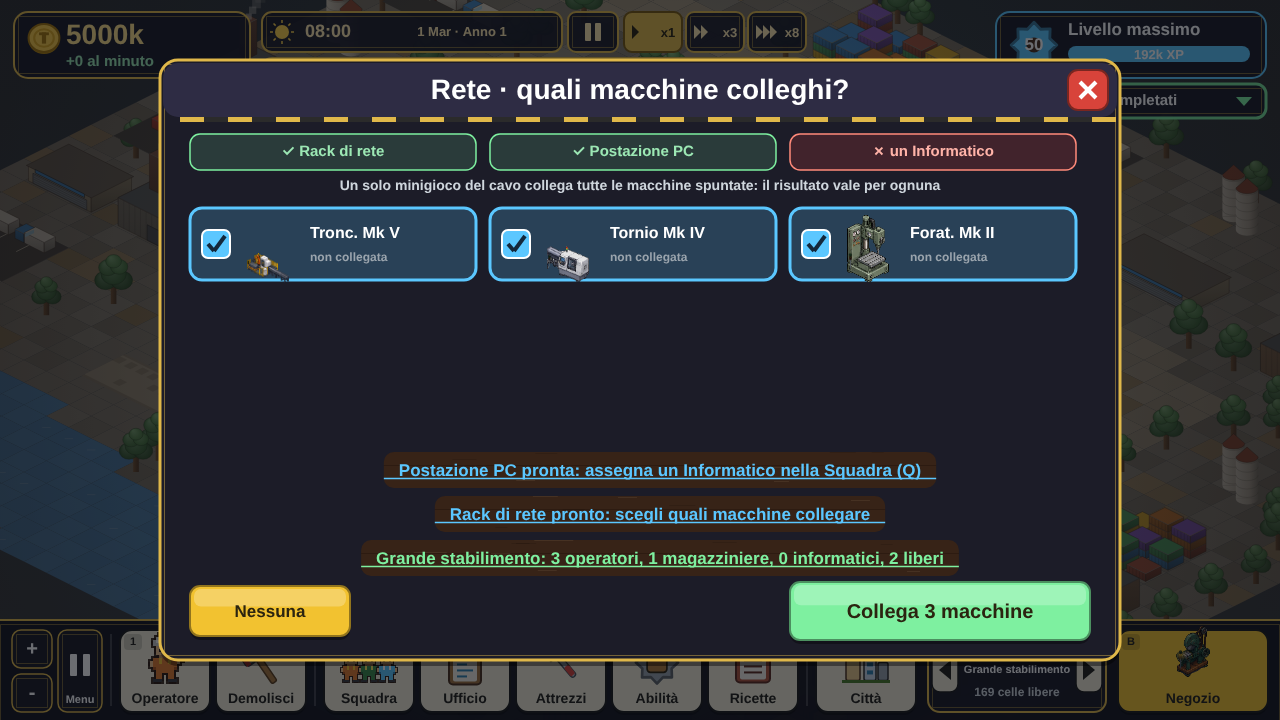 5000k
+0 al minuto
08:00
1 Mar · Anno 1
x1
x3
x8
50
Livello massimo
192k XP
mpletati
Rete · quali macchine colleghi?
✓ Rack di rete
✓ Postazione PC
✕ un Informatico
Un solo minigioco del cavo collega tutte le macchine spuntate: il risultato vale per ognuna
Tronc. Mk V
non collegata
Tornio Mk IV
non collegata
Forat. Mk II
non collegata
Postazione PC pronta: assegna un Informatico nella Squadra (Q)
Rack di rete pronto: scegli quali macchine collegare
Grande stabilimento: 3 operatori, 1 magazziniere, 0 informatici, 2 liberi
Nessuna
Collega 3 macchine
+
-
Menu
1
Operatore
Demolisci
Squadra
Ufficio
Attrezzi
Abilità
Ricette
Città
Grande stabilimento
169 celle libere
B
Negozio